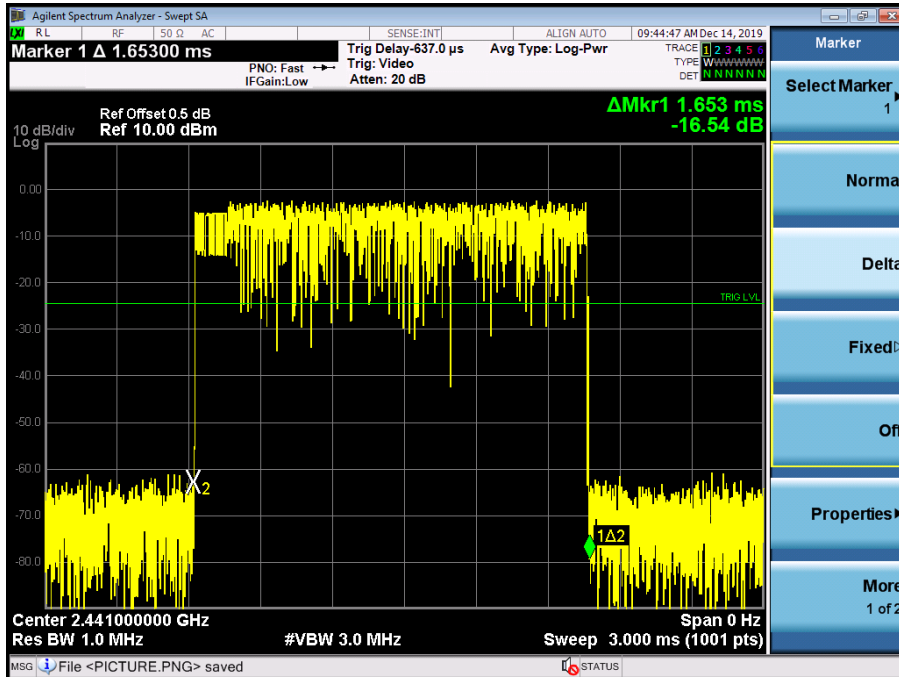 Agilent Spectrum Analyzer - Swept SA
LXI RL RF 50 Ω AC SENSE:INT ALIGN AUTO 09:44:47 AM Dec 14, 2019
Marker 1 Δ 1.65300 ms
PNO: Fast
IFGain:Low
Trig Delay-637.0 µs
Trig: Video
Atten: 20 dB
Avg Type: Log-Pwr
TRACE 1 2 3 4 5 6
TYPE WWWWWW
DET N N N N N N
ΔMkr1 1.653 ms
-16.54 dB
Ref Offset 0.5 dB
10 dB/div Ref 10.00 dBm
Log
0.00
-10.0
-20.0
TRIG LVL
-30.0
-40.0
-50.0
-60.0
X2
-70.0
1Δ2
-80.0
Center 2.441000000 GHz Span 0 Hz
Res BW 1.0 MHz #VBW 3.0 MHz Sweep 3.000 ms (1001 pts)
MSG File <PICTURE.PNG> saved STATUS
Marker
Select Marker
1
Norma
Delta
Fixed
Of
Properties
More
1 of 2